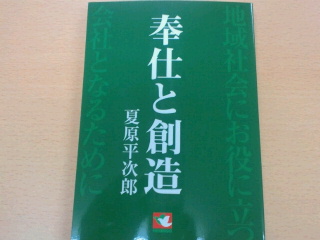 地域社会にお役に立つ
会社となるために
奉仕と創造
夏原平次郎